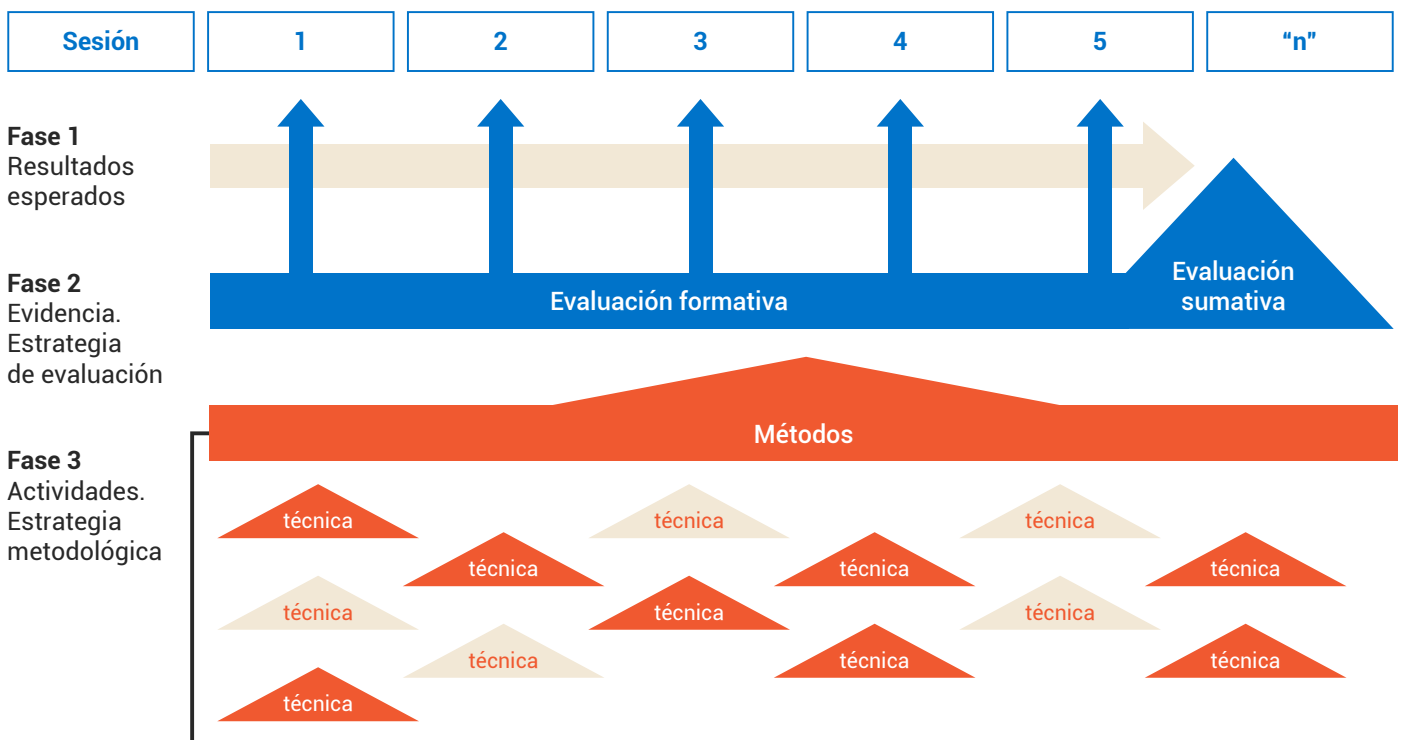 Sesión
1
2
3
4
5
“n”
Fase 1
Resultados
esperados
Fase 2
Evidencia.
Estrategia
de evaluación
Evaluación formativa
Evaluación
sumativa
Métodos
Fase 3
Actividades.
Estrategia
metodológica
técnica
técnica
técnica
técnica
técnica
técnica
técnica
técnica
técnica
técnica
técnica
técnica
técnica